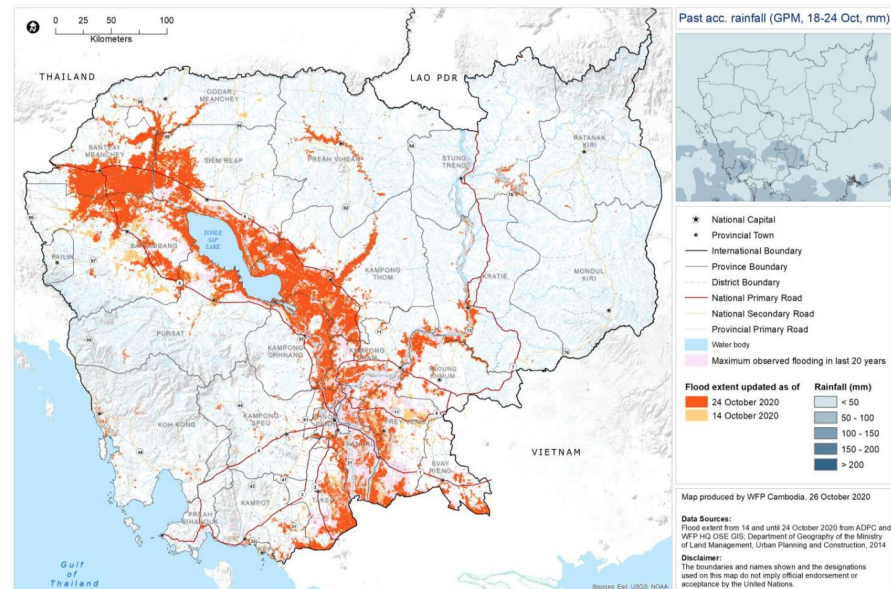 0 25 50 100
Kilometers
THAILAND
LAO PDR
VIETNAM
ODDAR
MEANCHEY
BANTEAY
MEANCHEY
SIEM REAP
PREAH VIHEAR
STUNG
TRENG
RATANAK
KIRI
TONLE
SAP
LAKE
PAILIN
KAMPONG
THOM
KRATIE
MONDUL
KIRI
PURSAT
KAMPONG
CHHNANG
KAMPONG
SPEU
KOH KONG
PREY VENG
SVAY
RIENG
KAMPOT
PREAH
SIHANOUK
Gulf
of
Thailand
Sources: Esri, USGS, NOAA
Past acc. rainfall (GPM, 18-24 Oct, mm)
National Capital
Provincial Town
International Boundary
Province Boundary
District Boundary
National Primary Road
National Secondary Road
Provincial Primary Road
Water body
Maximum observed flooding in last 20 years
Flood extent updated as of
24 October 2020
14 October 2020
Rainfall (mm)
< 50
50 - 100
100 - 150
150 - 200
> 200
Map produced by WFP Cambodia, 26 October 2020
Data Sources:
Flood extent from 14 and until 24 October 2020 from ADPC and
WFP HQ OSE GIS; Department of Geography of the Ministry
of Land Management, Urban Planning and Construction, 2014
Disclaimer:
The boundaries and names shown and the designations
used on this map do not imply official endorsement or
acceptance by the United Nations.